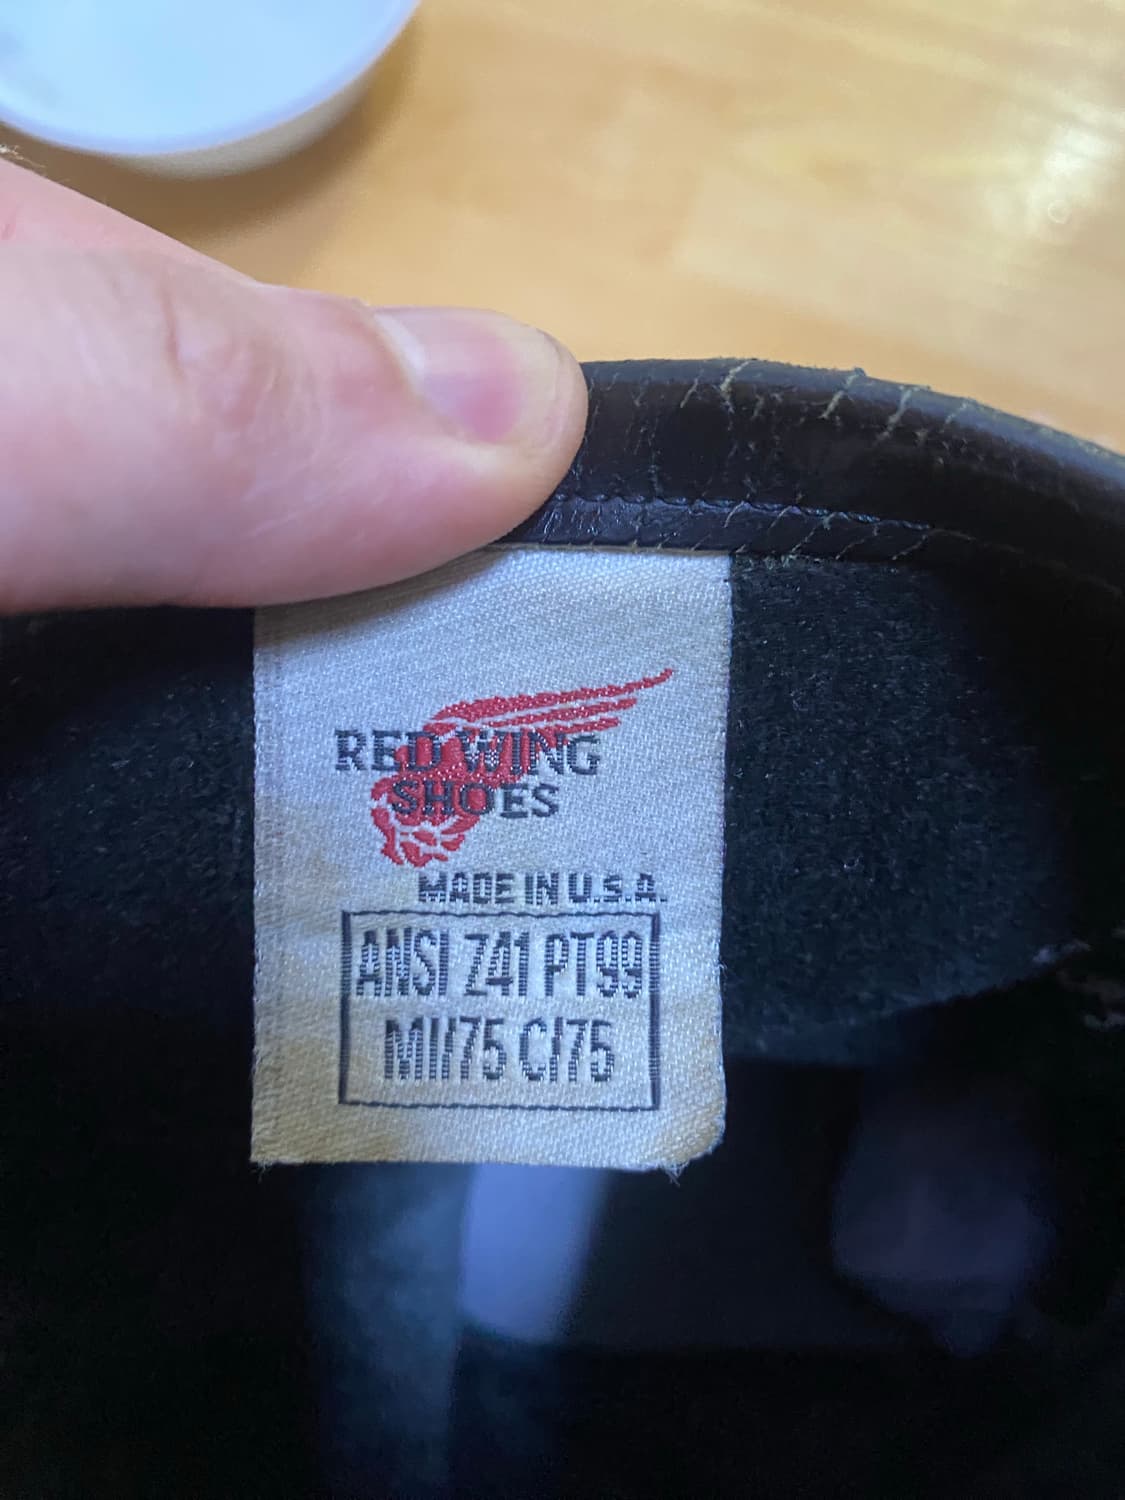 RED WING
SHOES
MADE IN U.S.A.
ANSI Z41 PT99
MI/75 C/75